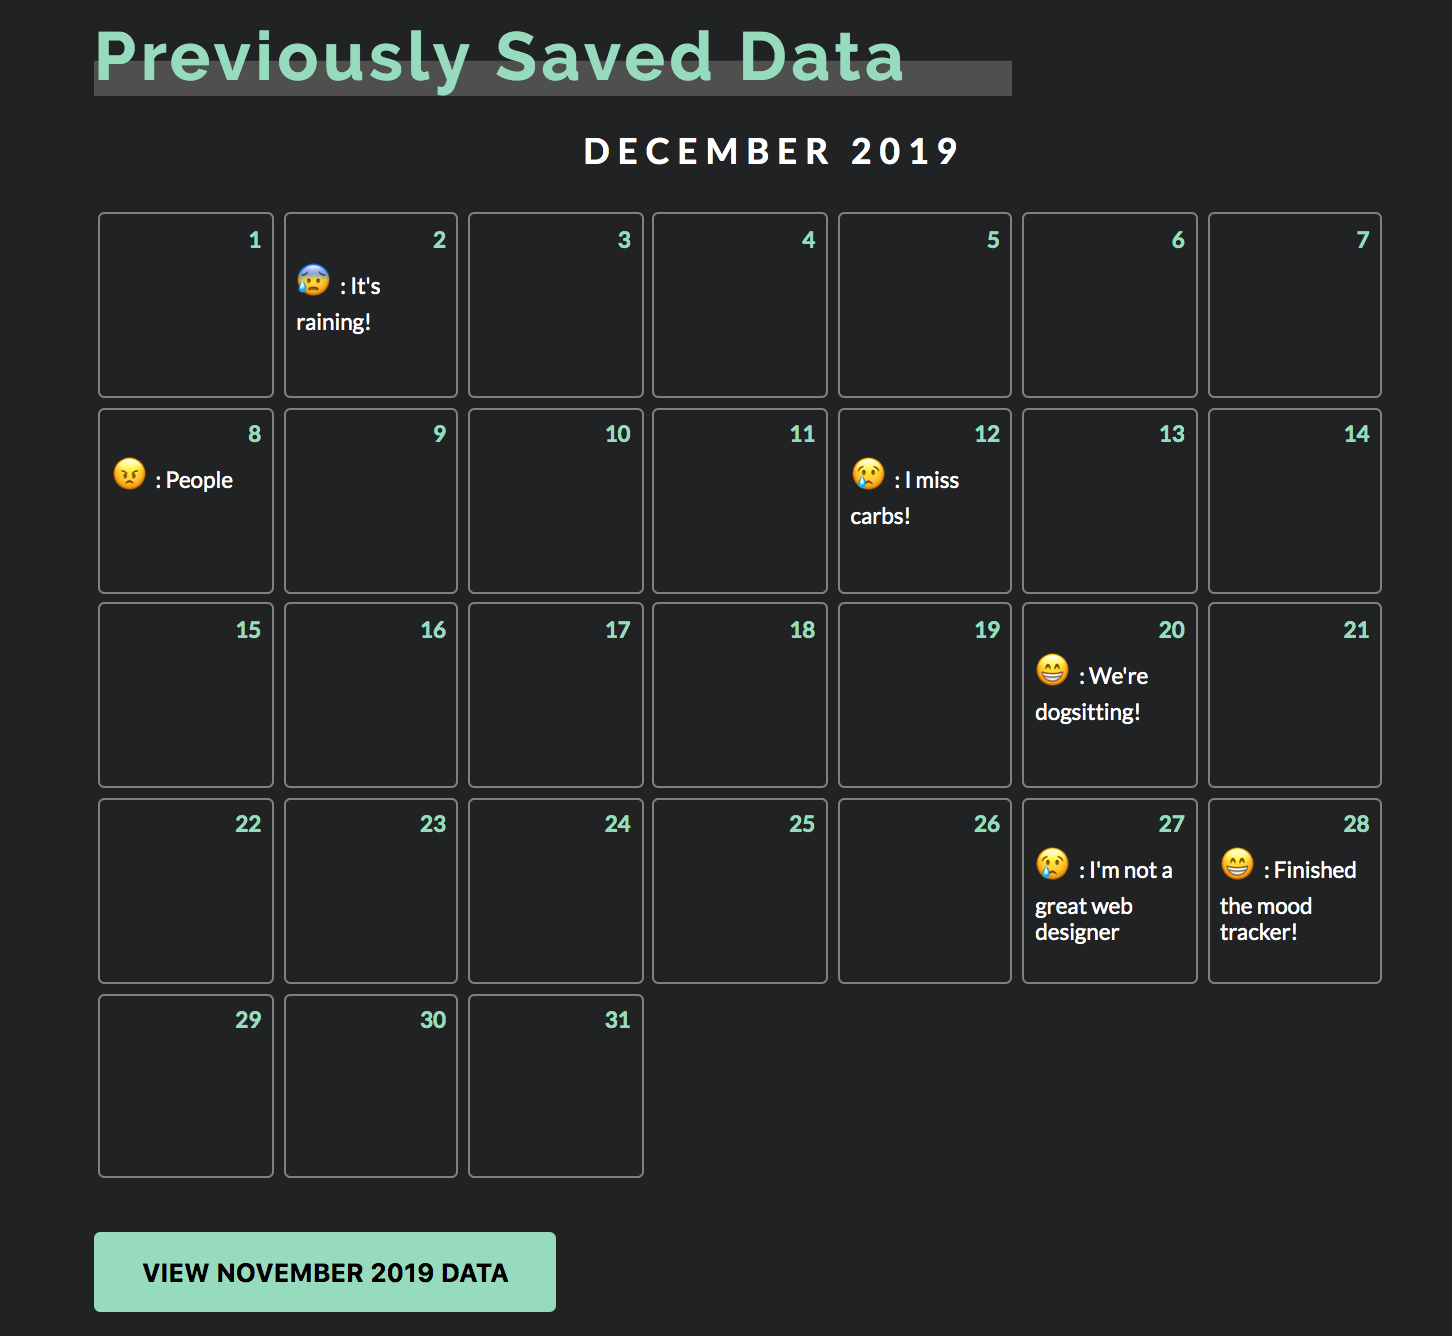 Previously Saved Data
DECEMBER 2019
1
2
😰 : It's
raining!
3
4
5
6
7
8
😠 : People
9
10
11
12
😢 : I miss
carbs!
13
14
15
16
17
18
19
20
😁 : We're
dogsitting!
21
22
23
24
25
26
27
😢 : I'm not a
great web
designer
28
😁 : Finished
the mood
tracker!
29
30
31
VIEW NOVEMBER 2019 DATA